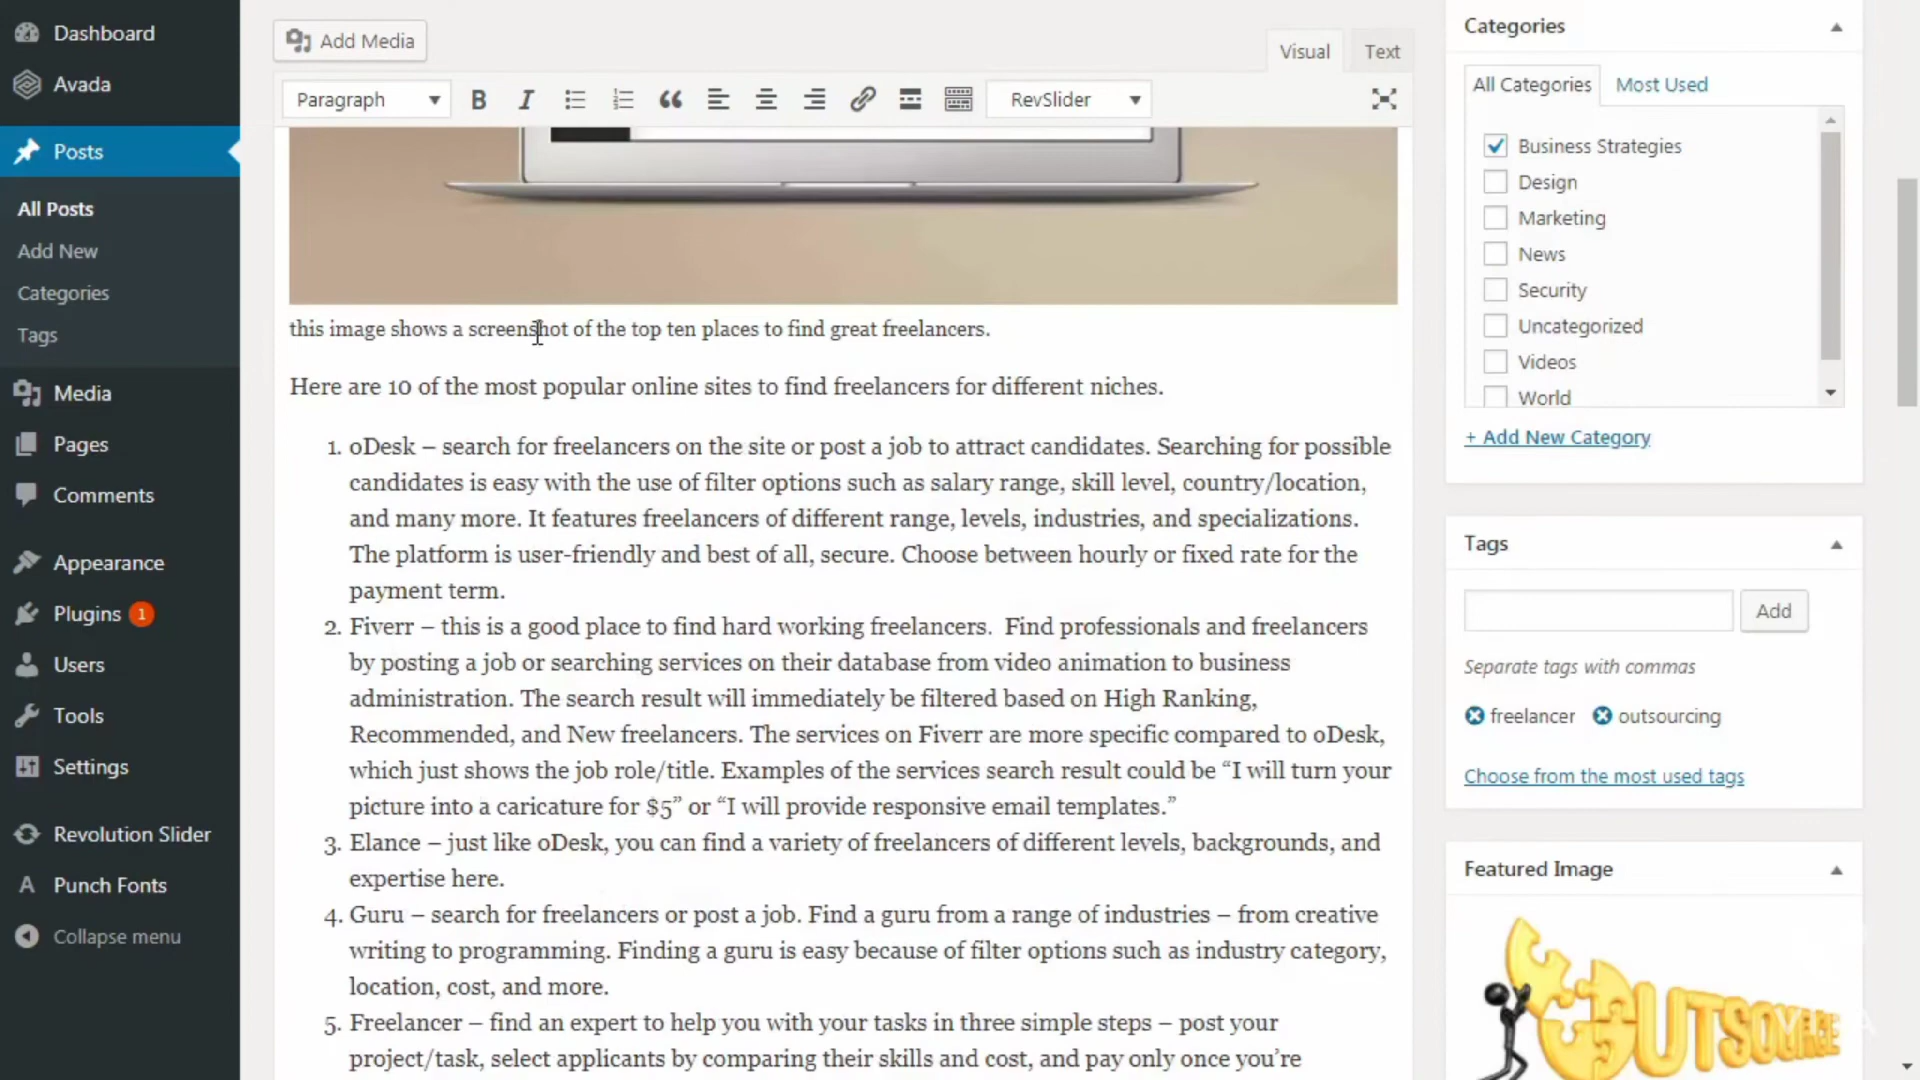 Dashboard
Avada
Posts
All Posts
Add New
Categories
Tags
Media
Pages
Comments
Appearance
Plugins 1
Users
Tools
Settings
Revolution Slider
Punch Fonts
Collapse menu
Add Media
Visual Text
Paragraph
RevSlider
this image shows a screenshot of the top ten places to find great freelancers.
Here are 10 of the most popular online sites to find freelancers for different niches.
1. oDesk – search for freelancers on the site or post a job to attract candidates. Searching for possible
candidates is easy with the use of filter options such as salary range, skill level, country/location,
and many more. It features freelancers of different range, levels, industries, and specializations.
The platform is user-friendly and best of all, secure. Choose between hourly or fixed rate for the
payment term.
2. Fiverr – this is a good place to find hard working freelancers.  Find professionals and freelancers
by posting a job or searching services on their database from video animation to business
administration. The search result will immediately be filtered based on High Ranking,
Recommended, and New freelancers. The services on Fiverr are more specific compared to oDesk,
which just shows the job role/title. Examples of the services search result could be “I will turn your
picture into a caricature for $5” or “I will provide responsive email templates.”
3. Elance – just like oDesk, you can find a variety of freelancers of different levels, backgrounds, and
expertise here.
4. Guru – search for freelancers or post a job. Find a guru from a range of industries – from creative
writing to programming. Finding a guru is easy because of filter options such as industry category,
location, cost, and more.
5. Freelancer – find an expert to help you with your tasks in three simple steps – post your
project/task, select applicants by comparing their skills and cost, and pay only once you’re
Categories
All Categories Most Used
Business Strategies
Design
Marketing
News
Security
Uncategorized
Videos
World
+ Add New Category
Tags
Add
Separate tags with commas
freelancer outsourcing
Choose from the most used tags
Featured Image